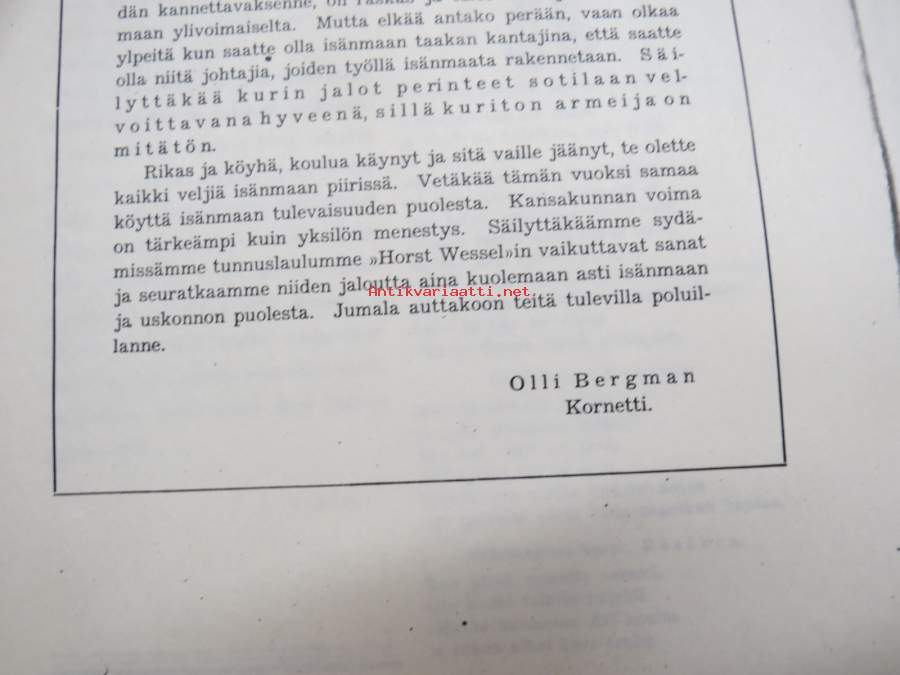 dän kannettavaksenne, on raskas ja
maan ylivoimaiselta. Mutta elkää antako perään, vaan olkaa
ylpeitä kun saatte olla isänmaan taakan kantajina, että saatte
olla niitä johtajia, joiden työllä isänmaata rakennetaan. Säi-
lyttäkää kurin jalot perinteet sotilaan vel-
voittavana hyveenä, sillä kuriton armeija on
mitätön.
Rikas ja köyhä, koulua käynyt ja sitä vaille jäänyt, te olette
kaikki veljiä isänmaan piirissä. Vetäkää tämän vuoksi samaa
köyttä isänmaan tulevaisuuden puolesta. Kansakunnan voima
on tärkeämpi kuin yksilön menestys. Säilyttäkäämme sydä-
missämme tunnuslaulumme »Horst Wessel»in vaikuttavat sanat
ja seuratkaamme niiden jaloutta aina kuolemaan asti isänmaan
Antikvariaatti.net
ja uskonnon puolesta. Jumala auttakoon teitä tulevilla poluil-
lanne.
Olli Bergman
Kornetti.